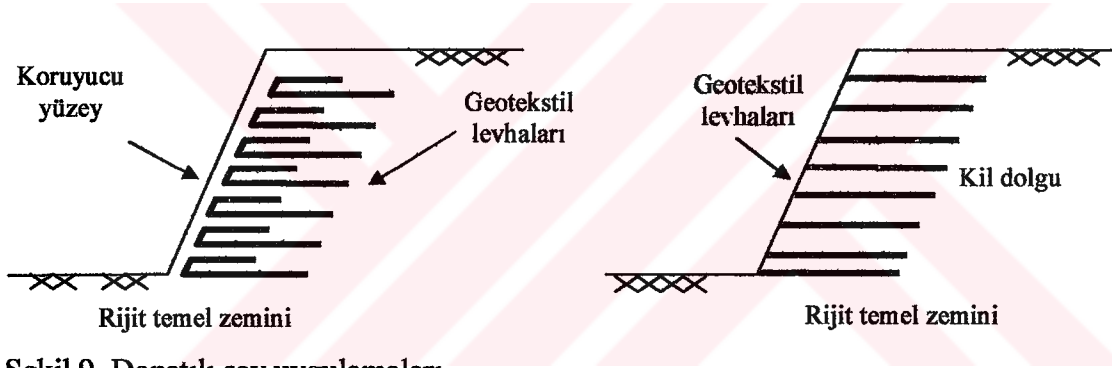 Koruyucu
yüzey
Geotekstil
levhaları
Rijit temel zemini
Geotekstil
levhaları
Kil dolgu
Rijit temel zemini